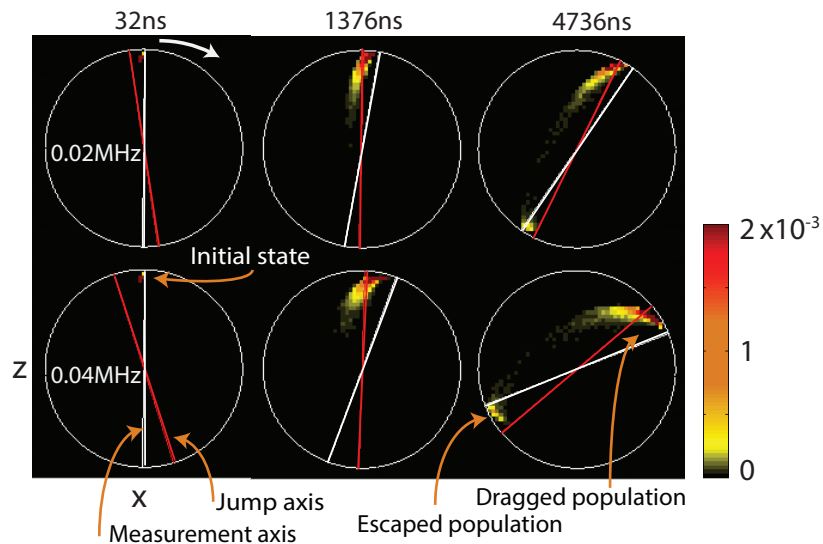 32ns 1376ns 4736ns
0.02MHz
Initial state
2 x10⁻³
1
0
0.04MHz
Z
X
Jump axis
Measurement axis
Dragged population
Escaped population